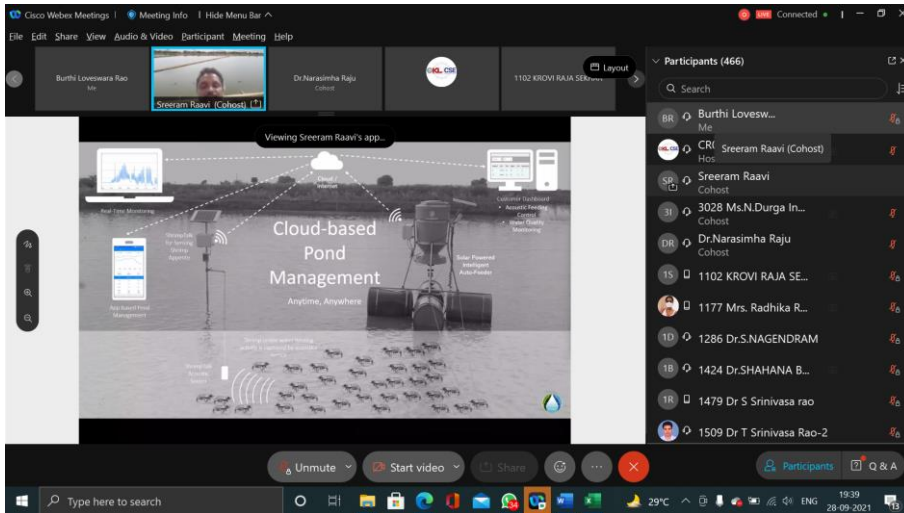 Cisco Webex Meetings
Meeting Info
Hide Menu Bar
LIVE
Connected
File Edit Share View Audio & Video Participant Meeting Help
Burthi Loveswara Rao
Me
Sreeram Raavi (Cohost)
Dr.Narasimha Raju
Cohost
1102 KROVI RAJA
Layout
Viewing Sreeram Raavi's app...
Cloud /
Internet
Real-Time Monitoring
Customer Dashboard
Acoustic Feeding
Control
Water Quality
Monitoring
for Sensing
Shrimp
Appetite
Cloud-based
Pond
Management
Anytime, Anywhere
Solar Powered
Intelligent
Auto-Feeder
App Based Pond
Management
Participants (466)
Search
BR
Burthi Lovesw...
Me
Sreeram Raavi (Cohost)
SR
Sreeram Raavi
Cohost
3I
3028 Ms.N.Durga In...
Cohost
DR
Dr.Narasimha Raju
Cohost
1S
1102 KROVI RAJA SE...
1177 Mrs. Radhika R...
1D
1286 Dr.S.NAGENDRAM
1B
1424 Dr.SHAHANA B...
1R
1479 Dr S Srinivasa rao
1509 Dr T Srinivasa Rao-2
Unmute
Start video
Share
Participants
Q & A
Type here to search
29°C
ENG
19:39
28-09-2021